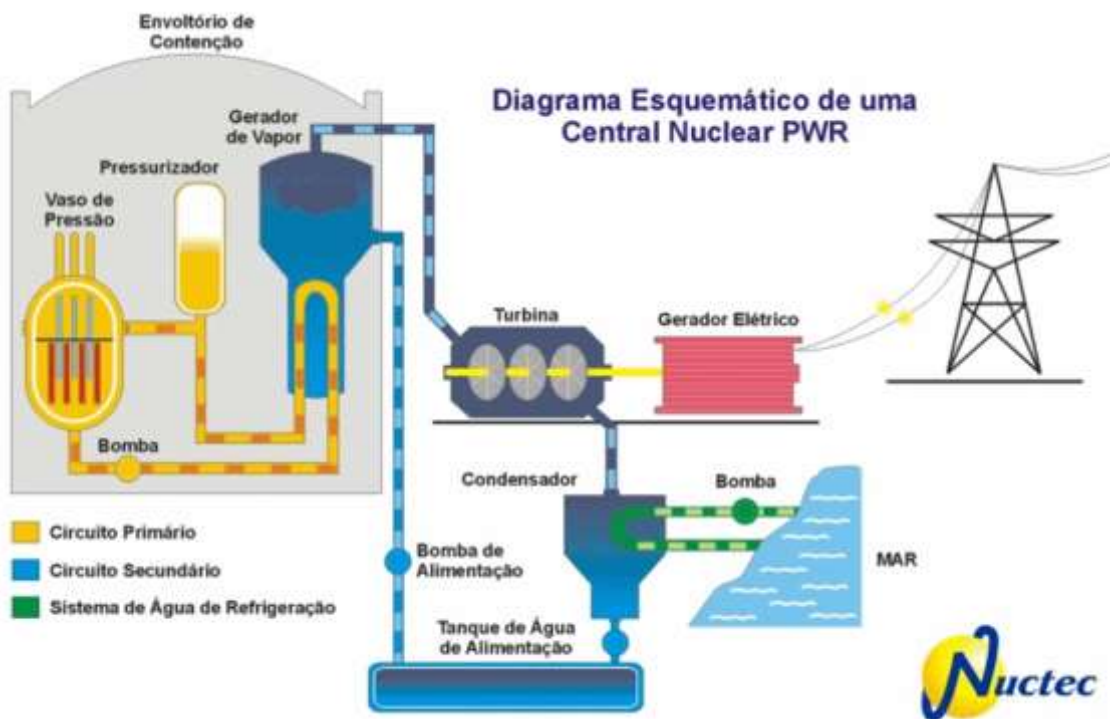 Envoltório de
Contenção
Diagrama Esquemático de uma
Central Nuclear PWR
Gerador
de Vapor
Pressurizador
Vaso de
Pressão
Turbina
Gerador Elétrico
Bomba
Condensador
Bomba
Circuito Primário
Circuito Secundário
Sistema de Água de Refrigeração
Bomba de
Alimentação
MAR
Tanque de Água
de Alimentação
Nuctec